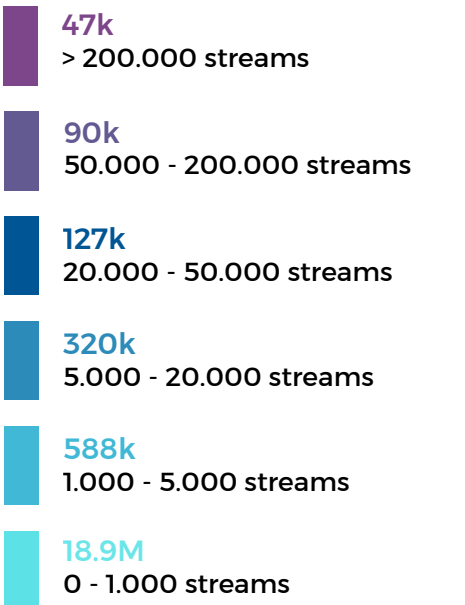 47k
> 200.000 streams
90k
50.000 - 200.000 streams
127k
20.000 - 50.000 streams
320k
5.000 - 20.000 streams
588k
1.000 - 5.000 streams
18.9M
0 - 1.000 streams